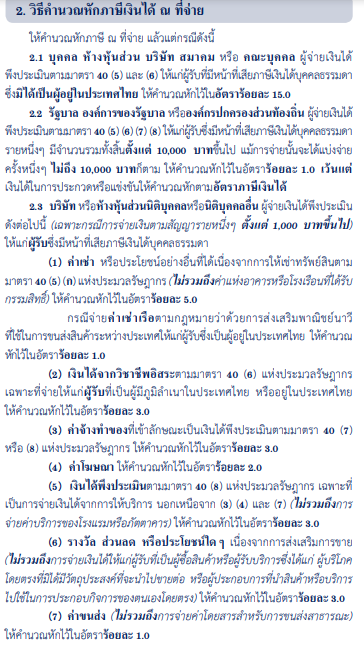 2. วิธีคำนวณหักภาษีเงินได้ ณ ที่จ่าย
ให้คำนวณหักภาษี ณ ที่จ่าย แล้วแต่กรณีดังนี้
2.1 บุคคล ห้างหุ้นส่วน บริษัท สมาคม หรือ คณะบุคคล ผู้จ่ายเงินได้
พึงประเมินตามมาตรา 40 (5) และ (6) ให้แก่ผู้รับที่มีหน้าที่เสียภาษีเงินได้บุคคลธรรมดา
ซึ่งมิได้เป็นผู้อยู่ในประเทศไทย ให้คำนวณหักไว้ในอัตราร้อยละ 15.0
2.2 รัฐบาล องค์การของรัฐบาล หรือองค์กรปกครองส่วนท้องถิ่น ผู้จ่ายเงินได้
พึงประเมินตามมาตรา 40 (5) (6) (7) (8) ให้แก่ผู้รับซึ่งมีหน้าที่เสียภาษีเงินได้บุคคลธรรมดา
รายหนึ่งๆ มีจำนวนรวมทั้งสิ้นตั้งแต่ 10,000 บาทขึ้นไป แม้การจ่ายนั้นจะได้แบ่งจ่าย
ครั้งหนึ่งๆ ไม่ถึง 10,000 บาทก็ตาม ให้คำนวณหักไว้ในอัตราร้อยละ 1.0 เว้นแต่
เงินได้ในการประกวดหรือแข่งขันให้คำนวณหักตามอัตราภาษีเงินได้
2.3 บริษัท หรือห้างหุ้นส่วนนิติบุคคลหรือนิติบุคคลอื่น ผู้จ่ายเงินได้พึงประเมิน
ดังต่อไปนี้ (เฉพาะกรณีการจ่ายเงินตามสัญญารายหนึ่งๆ ตั้งแต่ 1,000 บาทขึ้นไป)
ให้แก่ผู้รับซึ่งมีหน้าที่เสียภาษีเงินได้บุคคลธรรมดา
(1) ค่าเช่า หรือประโยชน์อย่างอื่นที่ได้เนื่องจากการให้เช่าทรัพย์สินตาม
มาตรา 40 (5) (ก) แห่งประมวลรัษฎากร (ไม่รวมถึงค่าแห่งอาคารหรือโรงเรือนที่ได้รับ
กรรมสิทธิ์) ให้คำนวณหักไว้ในอัตราร้อยละ 5.0
กรณีจ่ายค่าเช่าเรือตามกฎหมายว่าด้วยการส่งเสริมพาณิชย์นาวี
ที่ใช้ในการขนส่งสินค้าระหว่างประเทศให้แก่ผู้รับซึ่งเป็นผู้อยู่ในประเทศไทย ให้คำนวณ
หักไว้ในอัตราร้อยละ 1.0
(2) เงินได้จากวิชาชีพอิสระตามมาตรา 40 (6) แห่งประมวลรัษฎากร
เฉพาะที่จ่ายให้แก่ผู้รับที่เป็นผู้มีภูมิลำเนาในประเทศไทย หรืออยู่ในประเทศไทย
ให้คำนวณหักไว้ในอัตราร้อยละ 3.0
(3) ค่าจ้างทำของที่เข้าลักษณะเป็นเงินได้พึงประเมินตามมาตรา 40 (7)
หรือ (8) แห่งประมวลรัษฎากร ให้คำนวณหักไว้ในอัตราร้อยละ 3.0
(4) ค่าโฆษณา ให้คำนวณหักไว้ในอัตราร้อยละ 2.0
(5) เงินได้พึงประเมินตามมาตรา 40 (8) แห่งประมวลรัษฎากร เฉพาะที่
เป็นการจ่ายเงินได้จากการให้บริการ นอกเหนือจาก (3) (4) และ (7) (ไม่รวมถึงการ
จ่ายค่าบริการของโรงแรมหรือภัตตาคาร) ให้คำนวณหักไว้ในอัตราร้อยละ 3.0
(6) รางวัล ส่วนลด หรือประโยชน์ใดๆ เนื่องจากการส่งเสริมการขาย
(ไม่รวมถึงการจ่ายเงินได้ให้แก่ผู้รับที่เป็นผู้ซื้อสินค้าหรือผู้รับบริการซึ่งได้แก่ ผู้บริโภค
โดยตรงที่มิได้มีวัตถุประสงค์ที่จะนำไปขายต่อ หรือผู้ประกอบการที่นำสินค้าหรือบริการ
ไปใช้ในการประกอบกิจการของตนเองโดยตรง) ให้คำนวณหักไว้ในอัตราร้อยละ 3.0
(7) ค่าขนส่ง (ไม่รวมถึงการจ่ายค่าโดยสารสำหรับการขนส่งสาธารณะ)
ให้คำนวณหักไว้ในอัตราร้อยละ 1.0